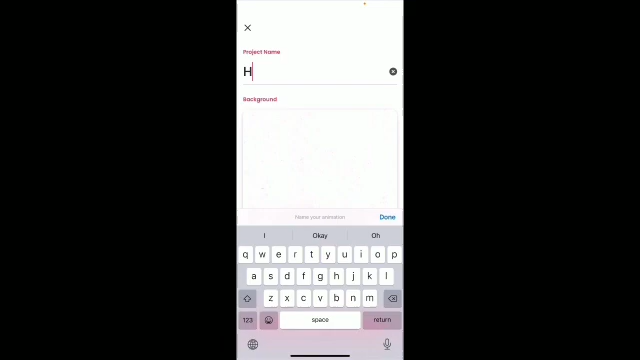 Project Name
H
Background
Name your animation
Done
I
Okay
Oh
q w e r t y u i o p
a s d f g h j k l
z x c v b n m
123
space
return